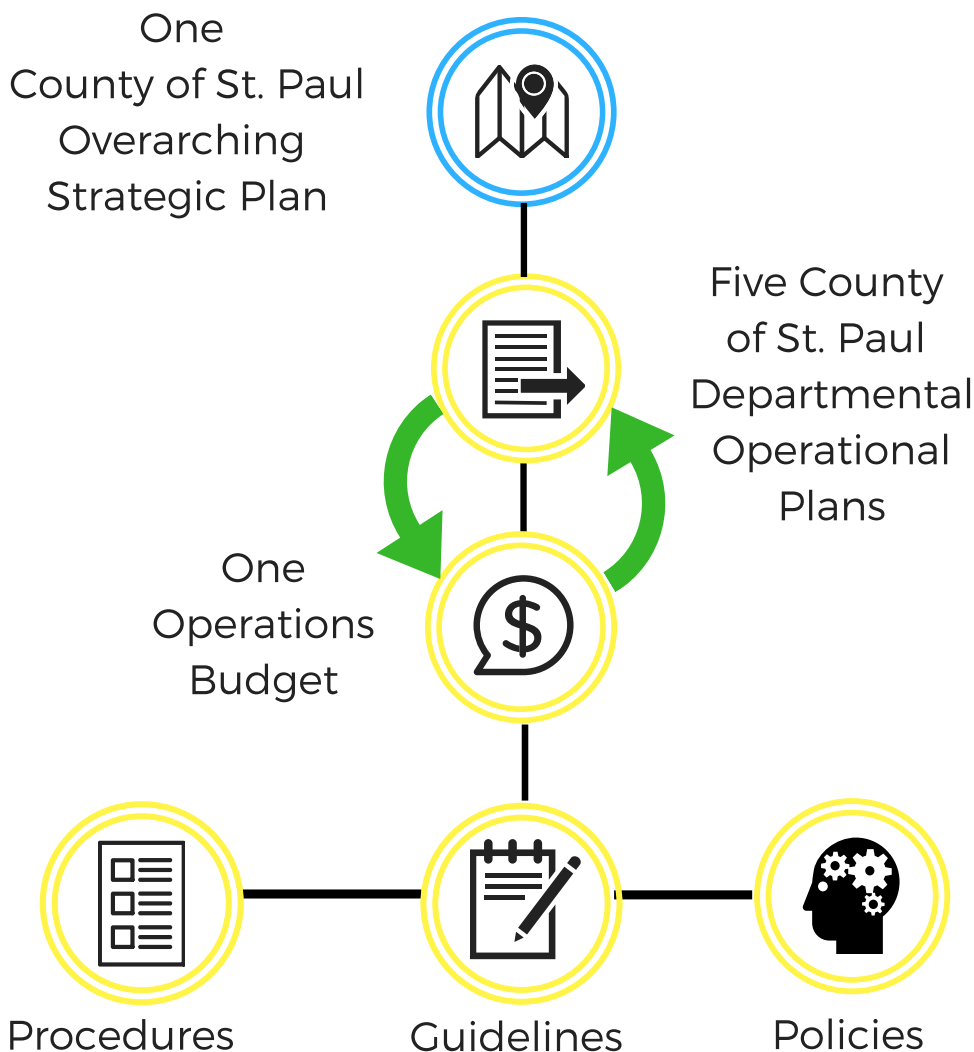 One
County of St. Paul
Overarching
Strategic Plan
Five County
of St. Paul
Departmental
Operational
Plans
One
Operations
Budget
$
Procedures
Guidelines
Policies